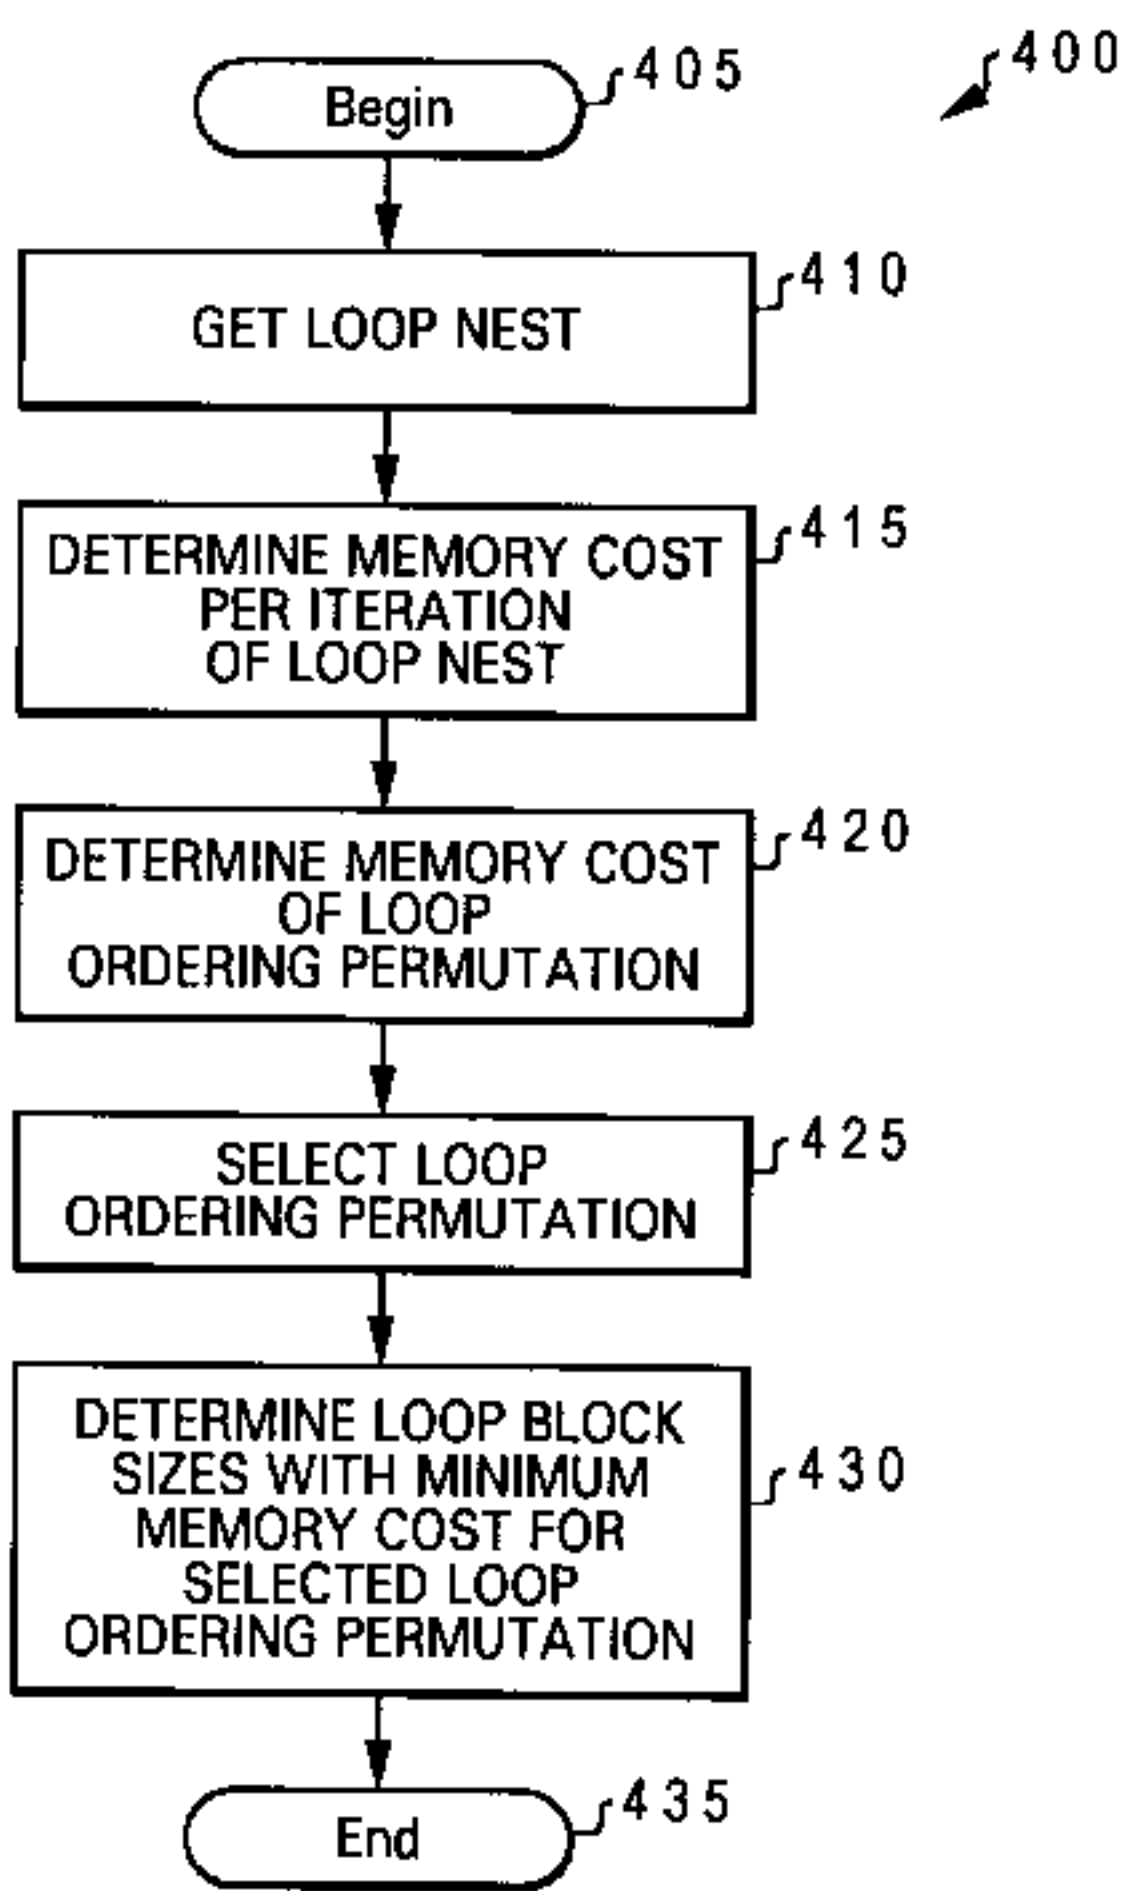 400
Begin
405
GET LOOP NEST
410
DETERMINE MEMORY COST
PER ITERATION
OF LOOP NEST
415
DETERMINE MEMORY COST
OF LOOP
ORDERING PERMUTATION
420
SELECT LOOP
ORDERING PERMUTATION
425
DETERMINE LOOP BLOCK
SIZES WITH MINIMUM
MEMORY COST FOR
SELECTED LOOP
ORDERING PERMUTATION
430
End
435